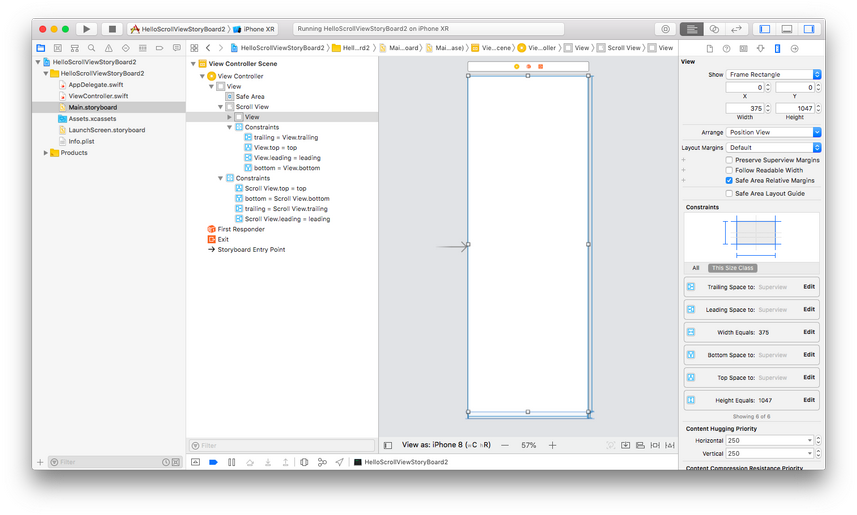 HelloScrollViewStoryBoard2 › iPhone XR
Running HelloScrollViewStoryBoard2 on iPhone XR
HelloScrollViewStoryBoard2 › Hell...rd2 › Mai...oard › Mai...ase) › Vie...cene › Vie...oller › View › Scroll View › View
HelloScrollViewStoryBoard2
HelloScrollViewStoryBoard2
AppDelegate.swift
ViewController.swift
Main.storyboard
Assets.xcassets
LaunchScreen.storyboard
Info.plist
Products
Filter
View Controller Scene
View Controller
View
Safe Area
Scroll View
View
Constraints
trailing = View.trailing
View.top = top
View.leading = leading
bottom = View.bottom
Constraints
Scroll View.top = top
bottom = Scroll View.bottom
trailing = Scroll View.trailing
Scroll View.leading = leading
First Responder
Exit
Storyboard Entry Point
Filter
View as: iPhone 8 (wC hR)
57%
HelloScrollViewStoryBoard2
View
Show Frame Rectangle
0 0
X Y
375 1047
Width Height
Arrange Position View
Layout Margins Default
Preserve Superview Margins
Follow Readable Width
Safe Area Relative Margins
Safe Area Layout Guide
Constraints
All This Size Class
Trailing Space to: Superview Edit
Leading Space to: Superview Edit
Width Equals: 375 Edit
Bottom Space to: Superview Edit
Top Space to: Superview Edit
Height Equals: 1047 Edit
Showing 6 of 6
Content Hugging Priority
Horizontal 250
Vertical 250
Content Compression Resistance Priority